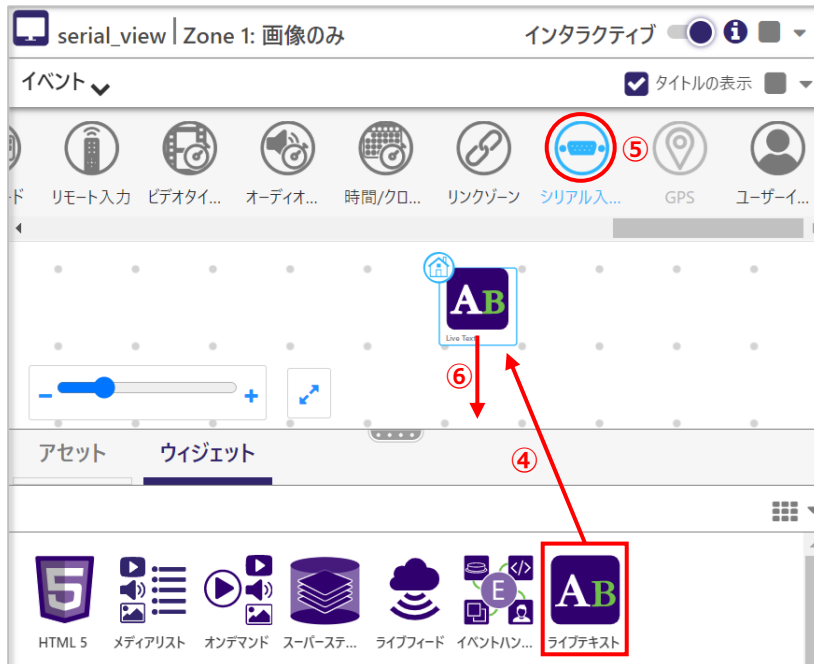 serial_view Zone 1: 画像のみ インタラクティブ
イベント タイトルの表示
ド リモート入力 ビデオタイ... オーディオ... 時間/クロ... リンクゾーン シリアル入... GPS ユーザーイ...
⑤
AB
Live Text
⑥
④
アセット ウィジェット
5 E AB
HTML 5 メディアリスト オンデマンド スーパーステ... ライブフィード イベントハン... ライブテキスト